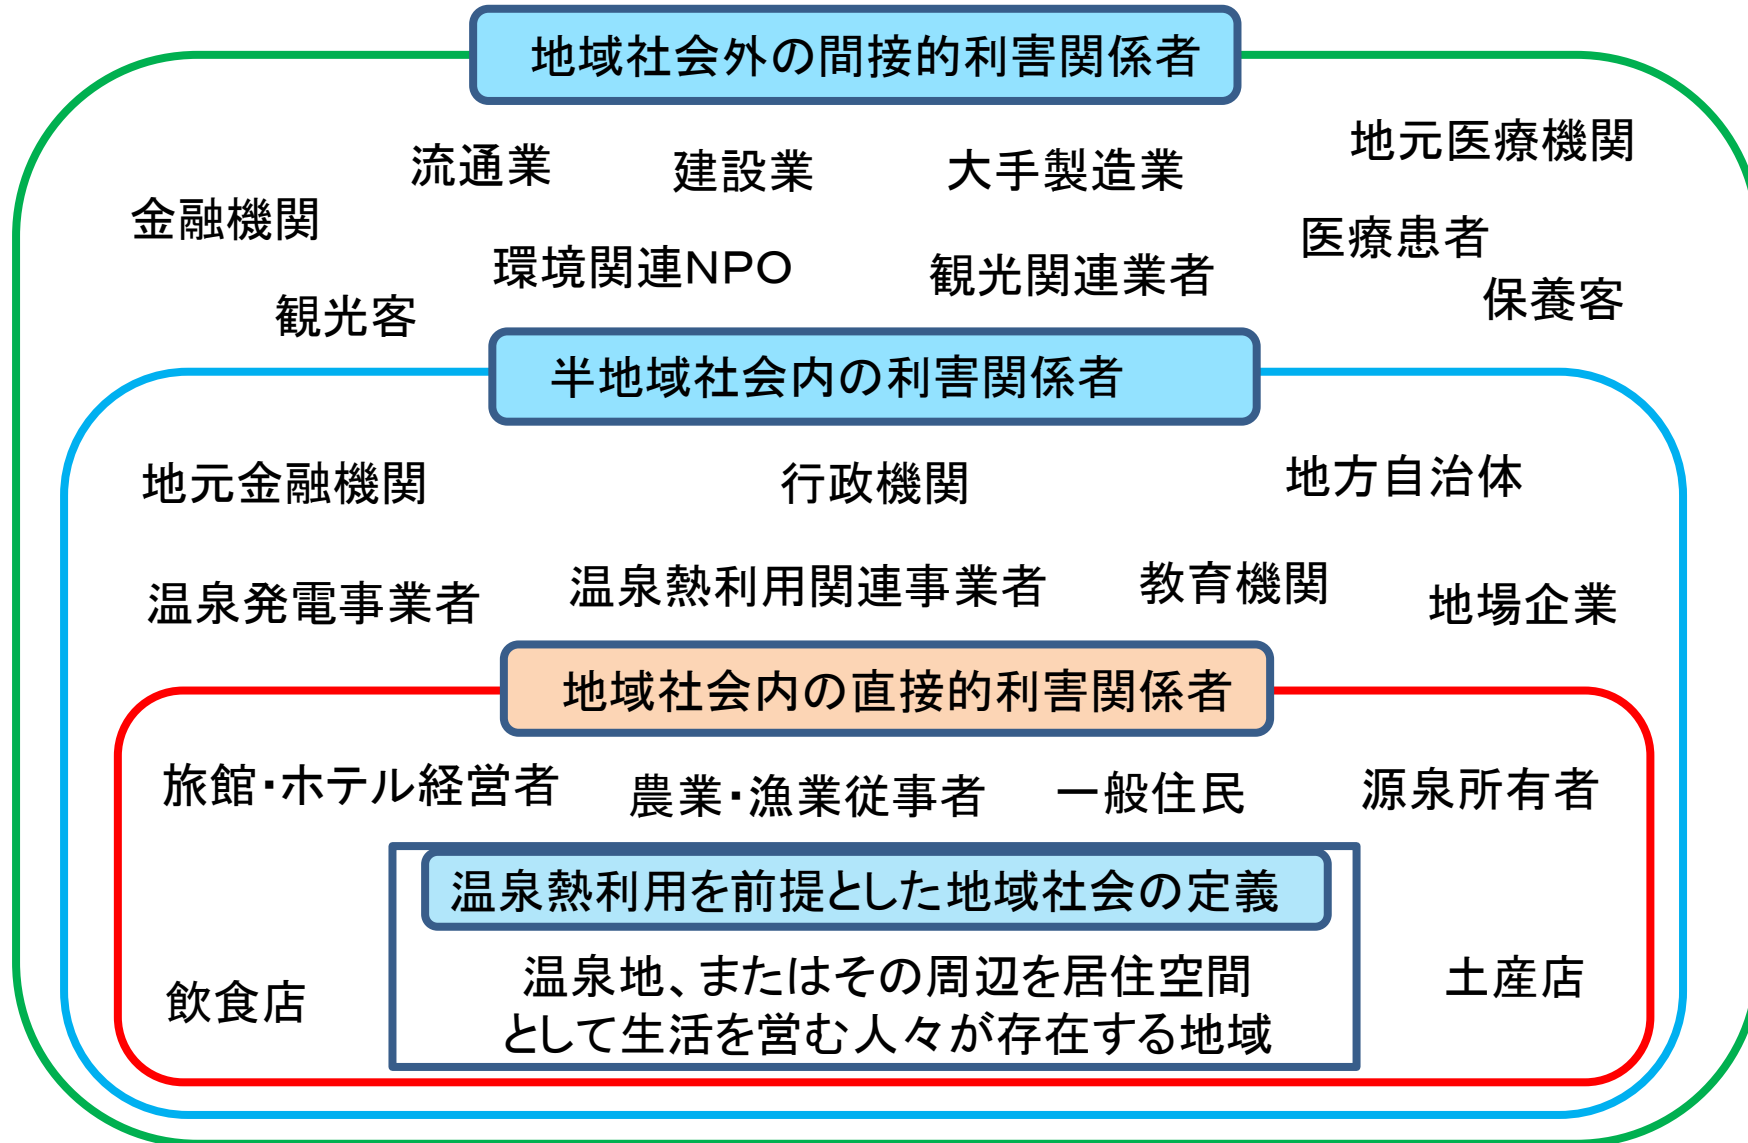 地域社会外の間接的利害関係者
地元医療機関
流通業
建設業
大手製造業
金融機関
医療患者
環境関連NPO
観光関連業者
保養客
観光客
半地域社会内の利害関係者
地元金融機関
行政機関
地方自治体
温泉発電事業者
温泉熱利用関連事業者
教育機関
地場企業
地域社会内の直接的利害関係者
旅館・ホテル経営者
農業・漁業従事者
一般住民
源泉所有者
温泉熱利用を前提とした地域社会の定義
温泉地、またはその周辺を居住空間
として生活を営む人々が存在する地域
飲食店
土産店